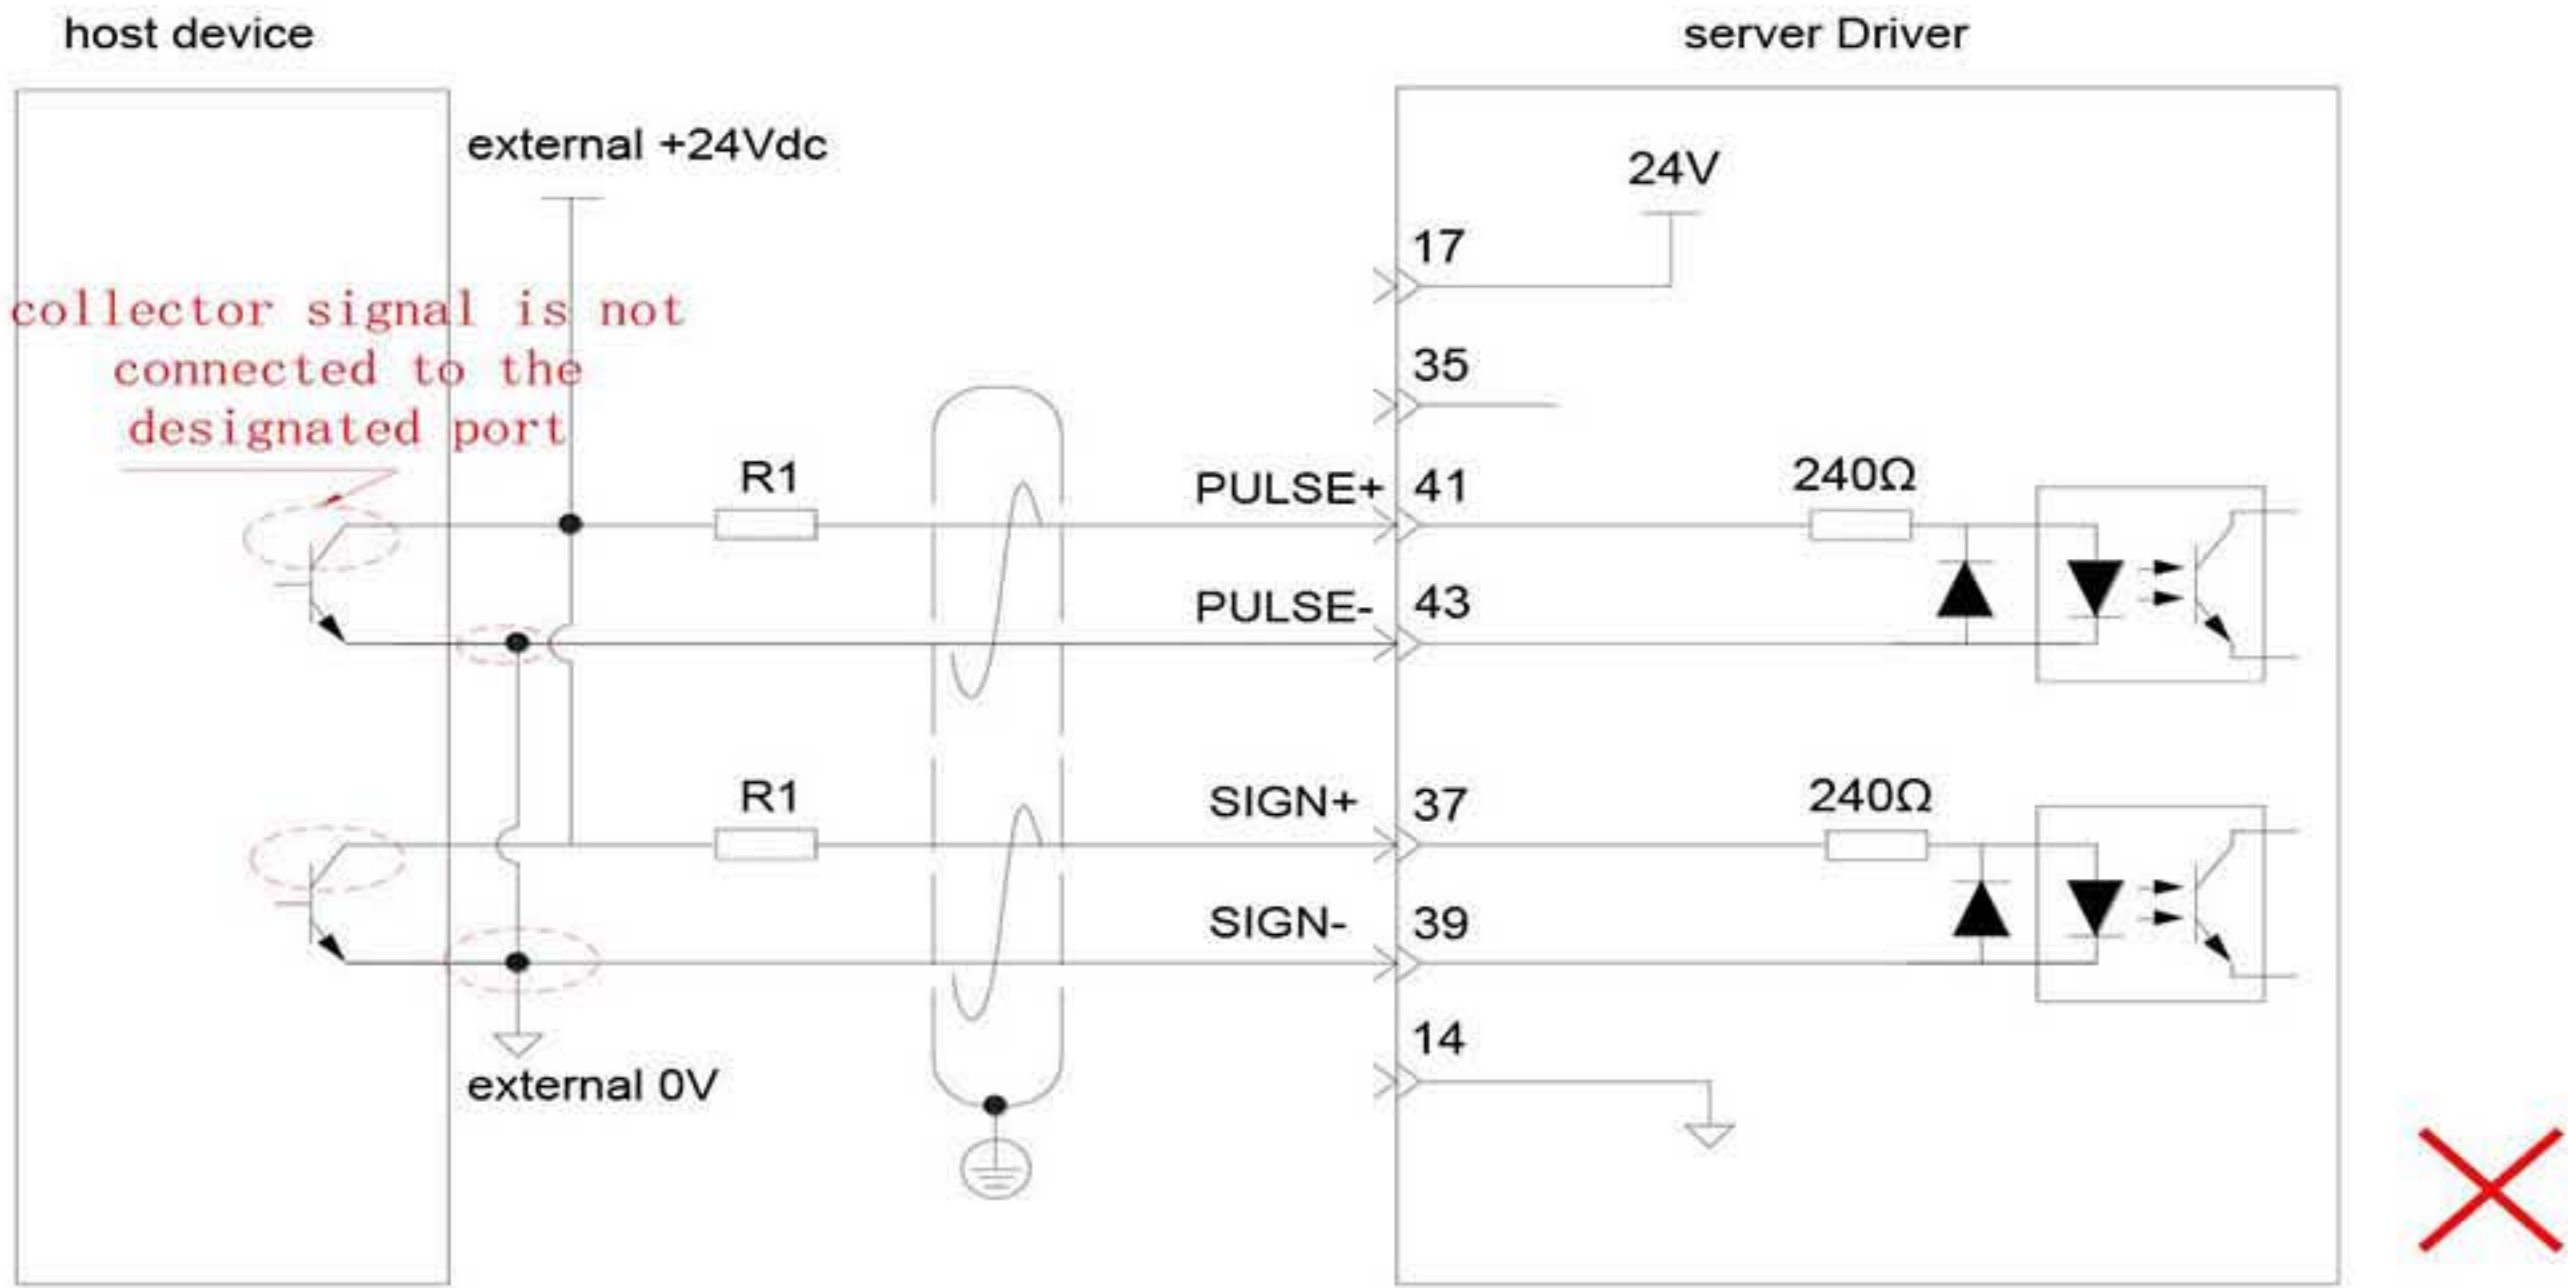 host device
server Driver
external +24Vdc
24V
17
collector signal is not
connected to the
designated port
35
R1
PULSE+
41
240Ω
PULSE-
43
R1
SIGN+
37
240Ω
SIGN-
39
14
external 0V